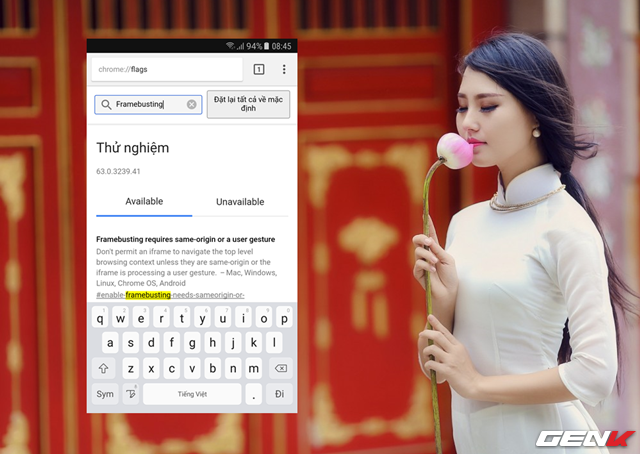 94% 08:45
chrome://flags
1
Framebusting
Đặt lại tất cả về mặc
định
Thử nghiệm
63.0.3239.41
Available Unavailable
Framebusting requires same-origin or a user gesture
Don't permit an iframe to navigate the top level
browsing context unless they are same-origin or the
iframe is processing a user gesture. – Mac, Windows,
Linux, Chrome OS, Android
#enable-framebusting-needs-sameorigin-or-
q w e r t y u i o p
a s d f g h j k l
z x c v b n m
Sym Tiếng Việt . Đi
GENK